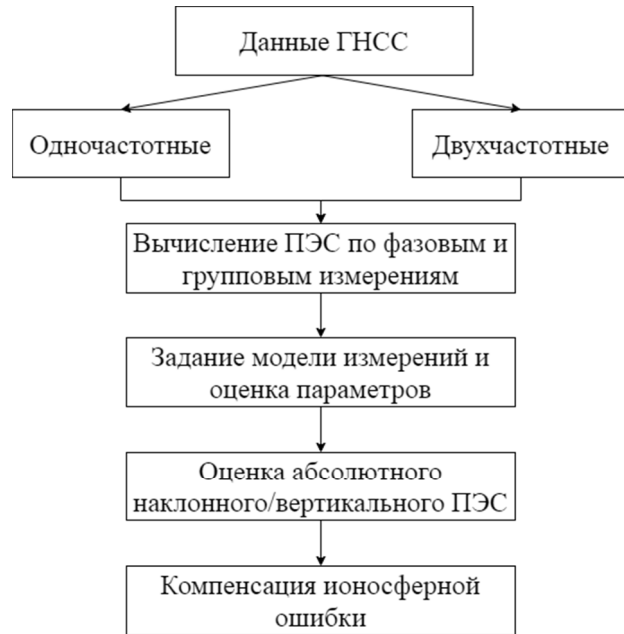 Данные ГНСС
Одночастотные
Двухчастотные
Вычисление ПЭС по фазовым и
групповым измерениям
Задание модели измерений и
оценка параметров
Оценка абсолютного
наклонного/вертикального ПЭС
Компенсация ионосферной
ошибки